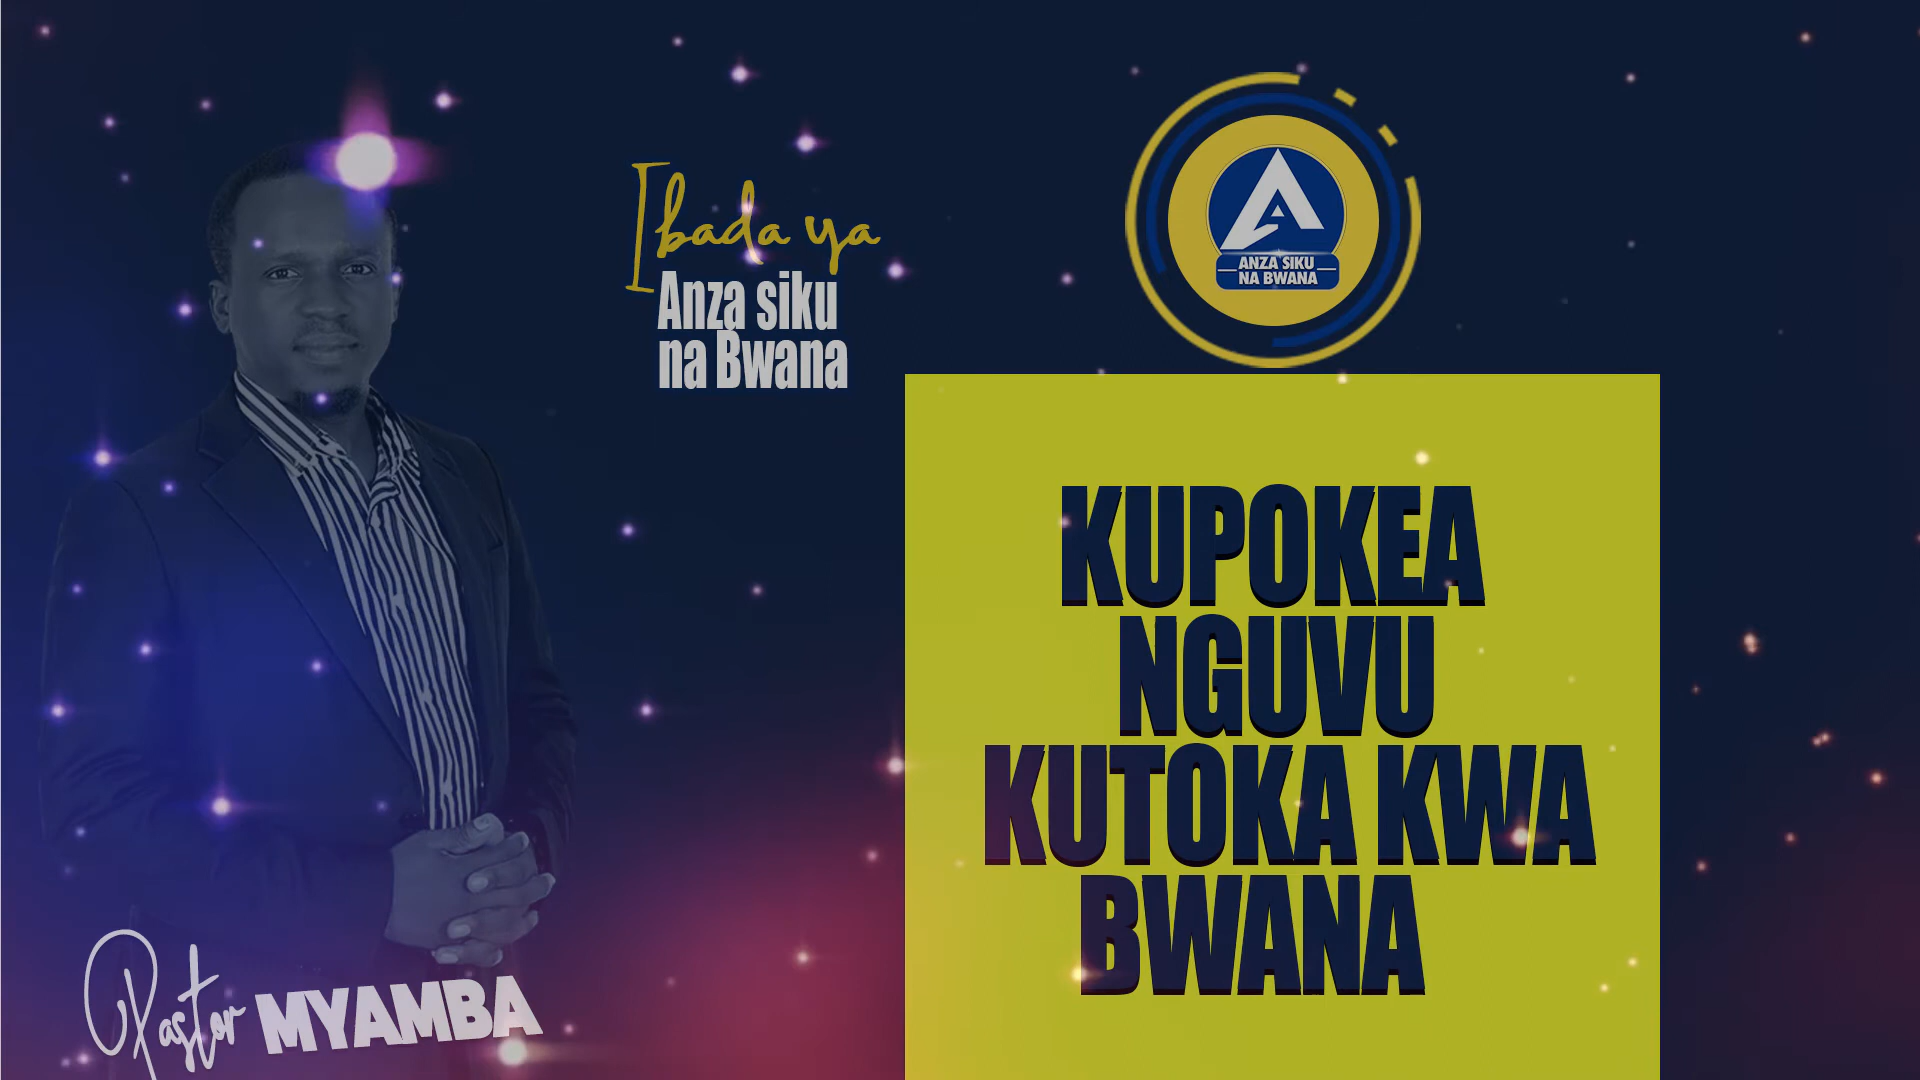 Ibada ya
Anza siku
na Bwana
ANZA SIKU
NA BWANA
KUPOKEA
NGUVU
KUTOKA KWA
BWANA
Pastor MYAMBA